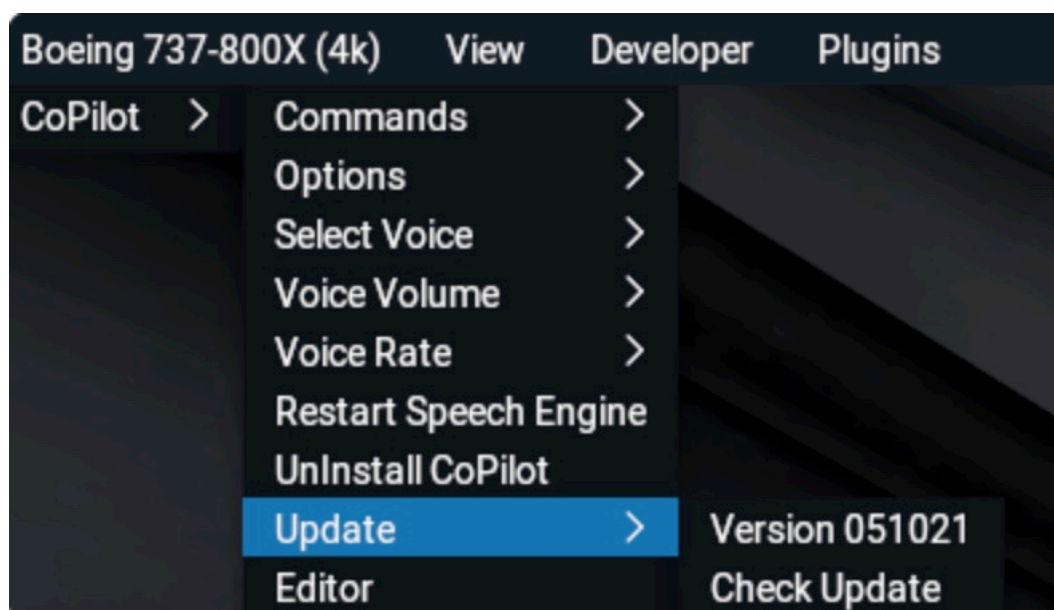 Boeing 737-800X (4k) View Developer Plugins
CoPilot > Commands >
Options >
Select Voice >
Voice Volume >
Voice Rate >
Restart Speech Engine
UnInstall CoPilot
Update > Version 051021
Editor Check Update